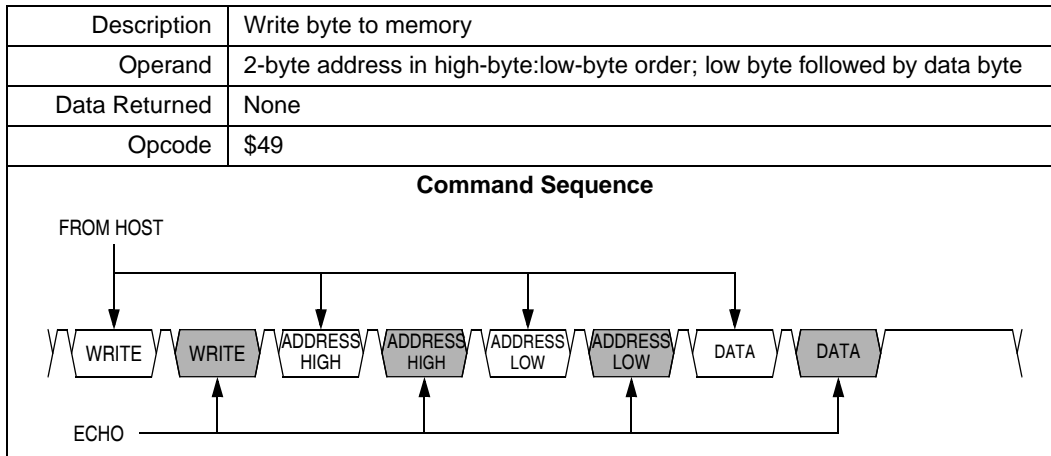 Description Write byte to memory
Operand 2-byte address in high-byte:low-byte order; low byte followed by data byte
Data Returned None
Opcode $49
Command Sequence
FROM HOST
WRITE WRITE ADDRESS HIGH ADDRESS HIGH ADDRESS LOW ADDRESS LOW DATA DATA
ECHO